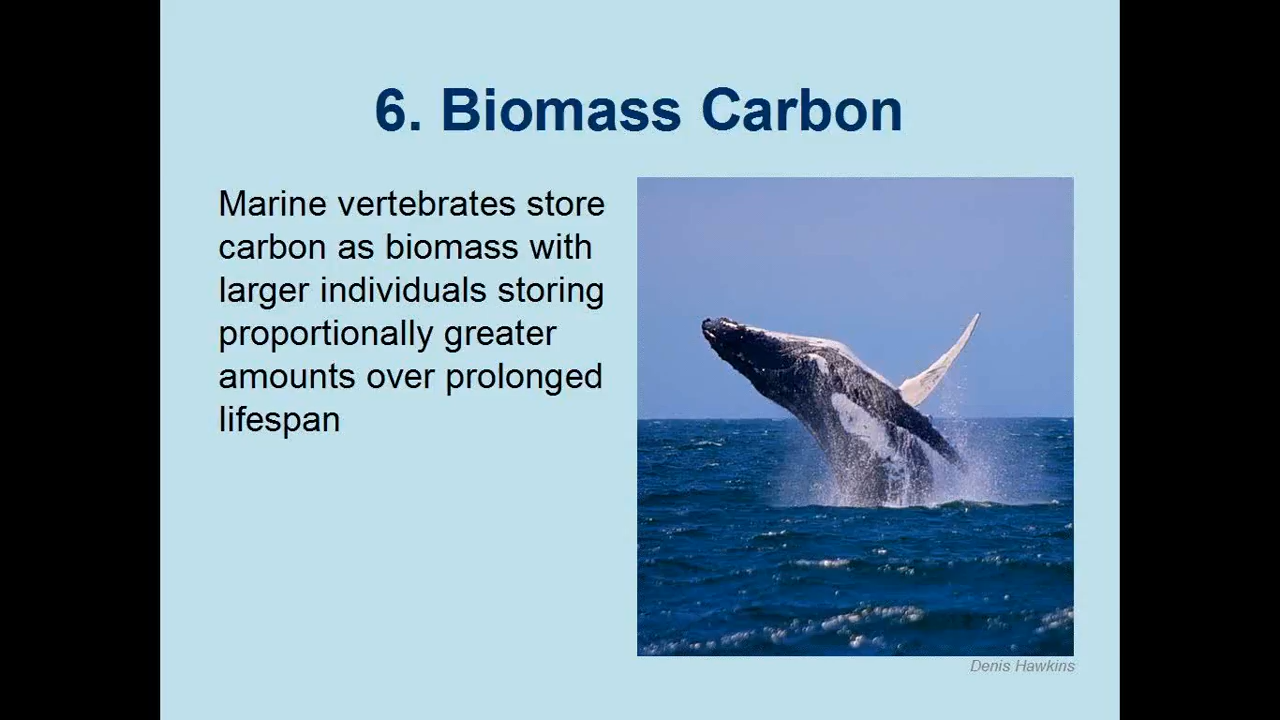 6. Biomass Carbon
Marine vertebrates store
carbon as biomass with
larger individuals storing
proportionally greater
amounts over prolonged
lifespan
Denis Hawkins